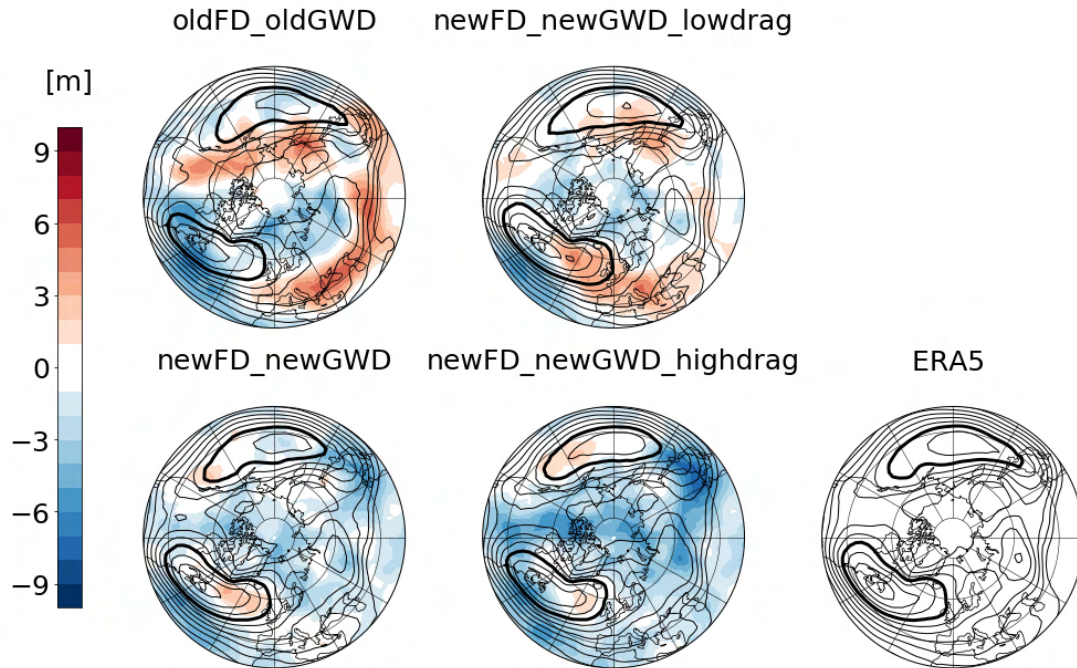 oldFD_oldGWD newFD_newGWD_lowdrag
[m]
9
6
3
0
−3
−6
−9
newFD_newGWD newFD_newGWD_highdrag ERA5